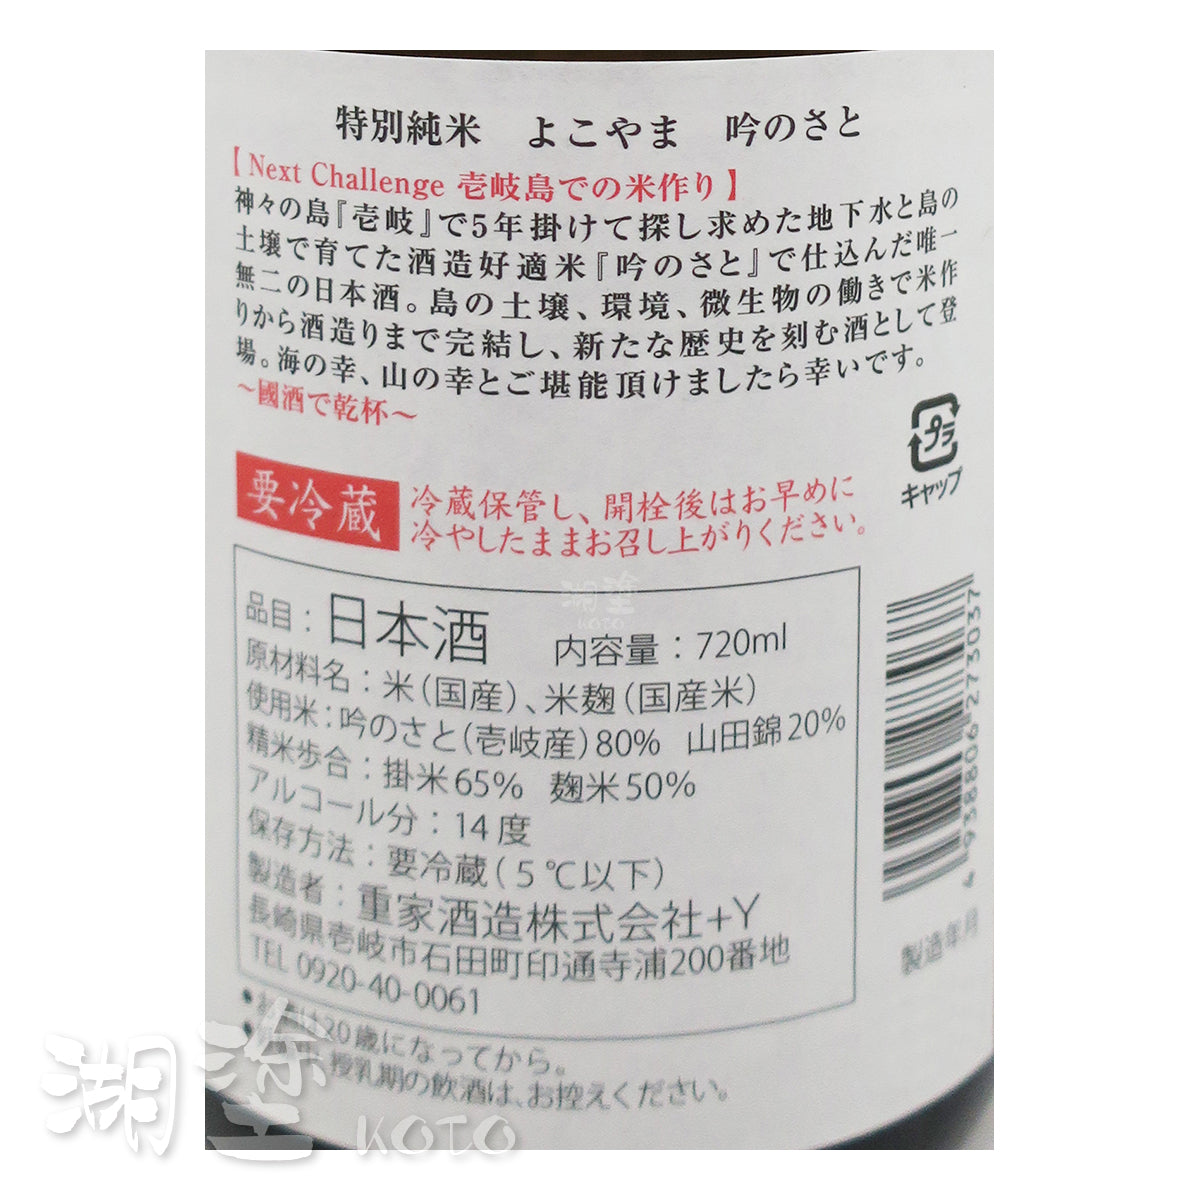 特別純米　よこやま　吟のさと
【Next Challenge 壱岐島での米作り】
神々の島『壱岐』で5年掛けて探し求めた地下水と島の
土壌で育てた酒造好適米『吟のさと』で仕込んだ唯一
無二の日本酒。島の土壌、環境、微生物の働きで米作
りから酒造りまで完結し、新たな歴史を刻む酒として登
場。海の幸、山の幸とご堪能頂けましたら幸いです。
〜國酒で乾杯〜
プラ
キャップ
要冷蔵
冷蔵保管し、開栓後はお早めに
冷やしたままお召し上がりください。
品目：日本酒　内容量：720ml
原材料名：米（国産）、米麹（国産米）
使用米：吟のさと（壱岐産）80%　山田錦20%
精米歩合：掛米65%　麹米50%
アルコール分：14度
保存方法：要冷蔵（5℃以下）
製造者：重家酒造株式会社+Y
長崎県壱岐市石田町印通寺浦200番地
TEL 0920-40-0061
4938806273037
製造年月
20歳になってから。
授乳期の飲酒は、お控えください。
湖塗
KOTO
湖塗 KOTO